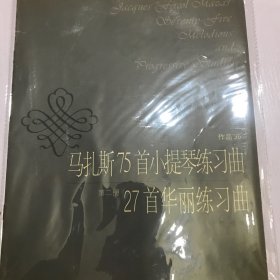 Jacques Féréol Mazas
Seventy-Five
Melodious
and
Progressive Studies
作品36
马扎斯75首小提琴练习曲
第二册
27首华丽练习曲